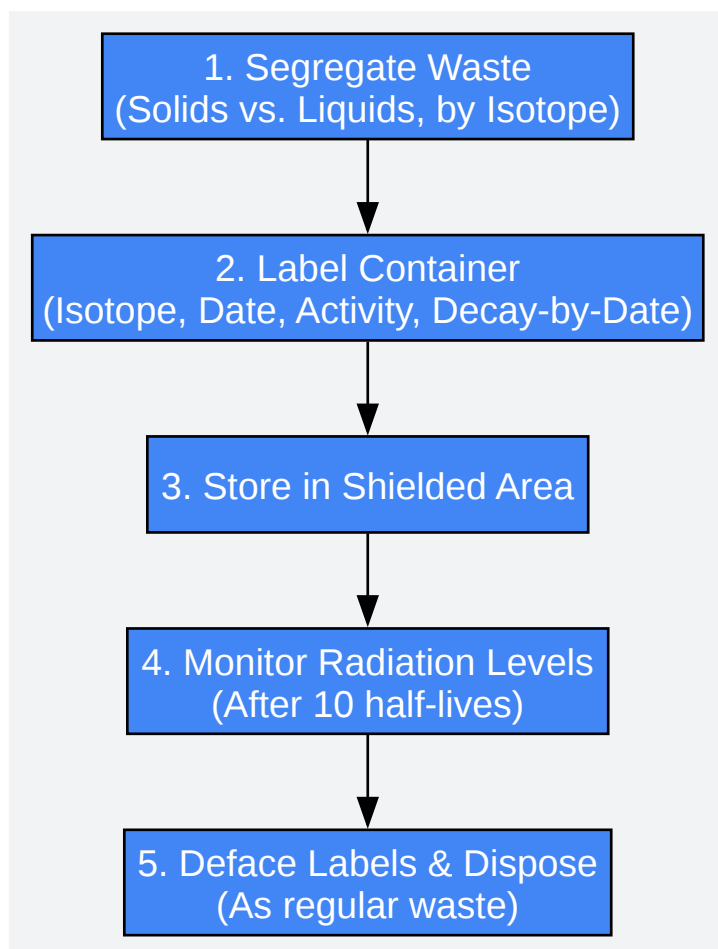 1. Segregate Waste
(Solids vs. Liquids, by Isotope)
2. Label Container
(Isotope, Date, Activity, Decay-by-Date)
3. Store in Shielded Area
4. Monitor Radiation Levels
(After 10 half-lives)
5. Deface Labels & Dispose
(As regular waste)